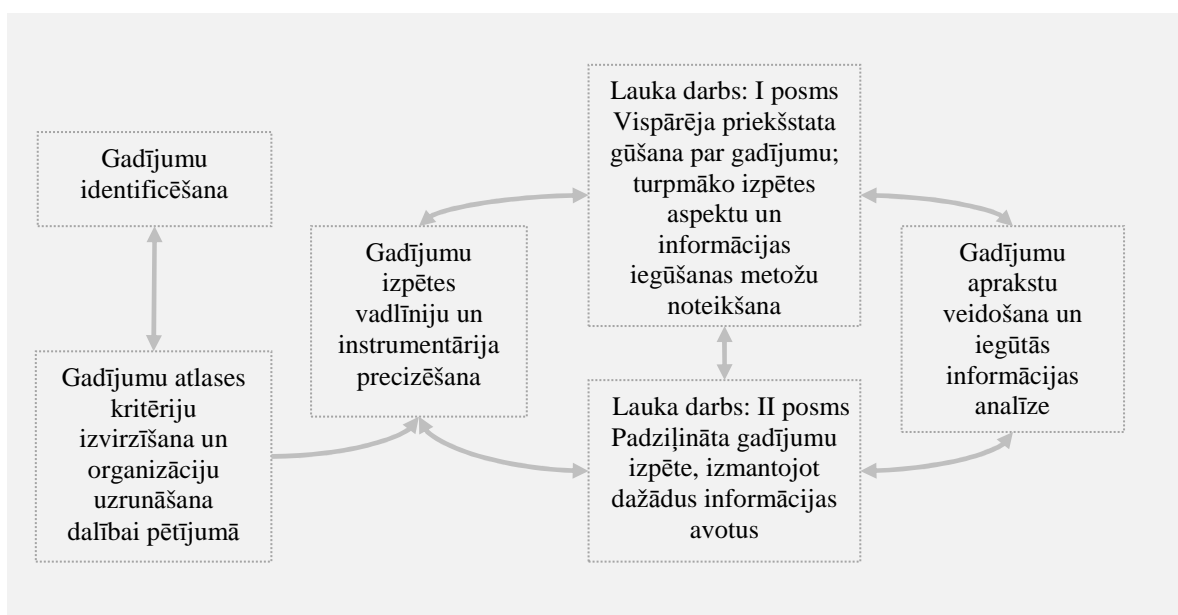 Gadījumu
identificēšana
Gadījumu atlases
kritēriju
izvirzīšana un
organizāciju
uzrunāšana
dalībai pētījumā
Gadījumu
izpētes
vadlīniju un
instrumentārija
precizēšana
Lauka darbs: I posms
Vispārēja priekšstata
gūšana par gadījumu;
turpmāko izpētes
aspektu un
informācijas
iegūšanas metožu
noteikšana
Lauka darbs: II posms
Padziļināta gadījumu
izpēte, izmantojot
dažādus informācijas
avotus
Gadījumu
aprakstu
veidošana un
iegūtās
informācijas
analīze